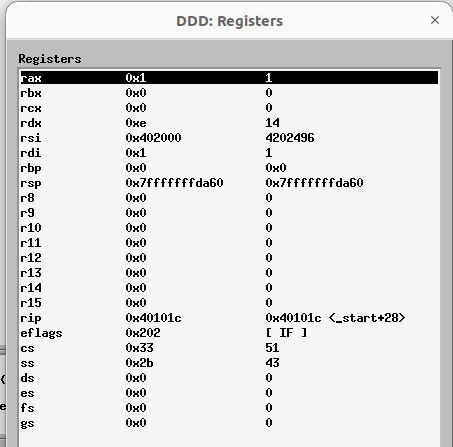 DDD: Registers ×
Registers
rax 0x1 1
rbx 0x0 0
rcx 0x0 0
rdx 0xe 14
rsi 0x402000 4202496
rdi 0x1 1
rbp 0x0 0x0
rsp 0x7fffffffda60 0x7fffffffda60
r8 0x0 0
r9 0x0 0
r10 0x0 0
r11 0x0 0
r12 0x0 0
r13 0x0 0
r14 0x0 0
r15 0x0 0
rip 0x40101c 0x40101c <_start+28>
eflags 0x202 [ IF ]
cs 0x33 51
ss 0x2b 43
ds 0x0 0
es 0x0 0
fs 0x0 0
gs 0x0 0